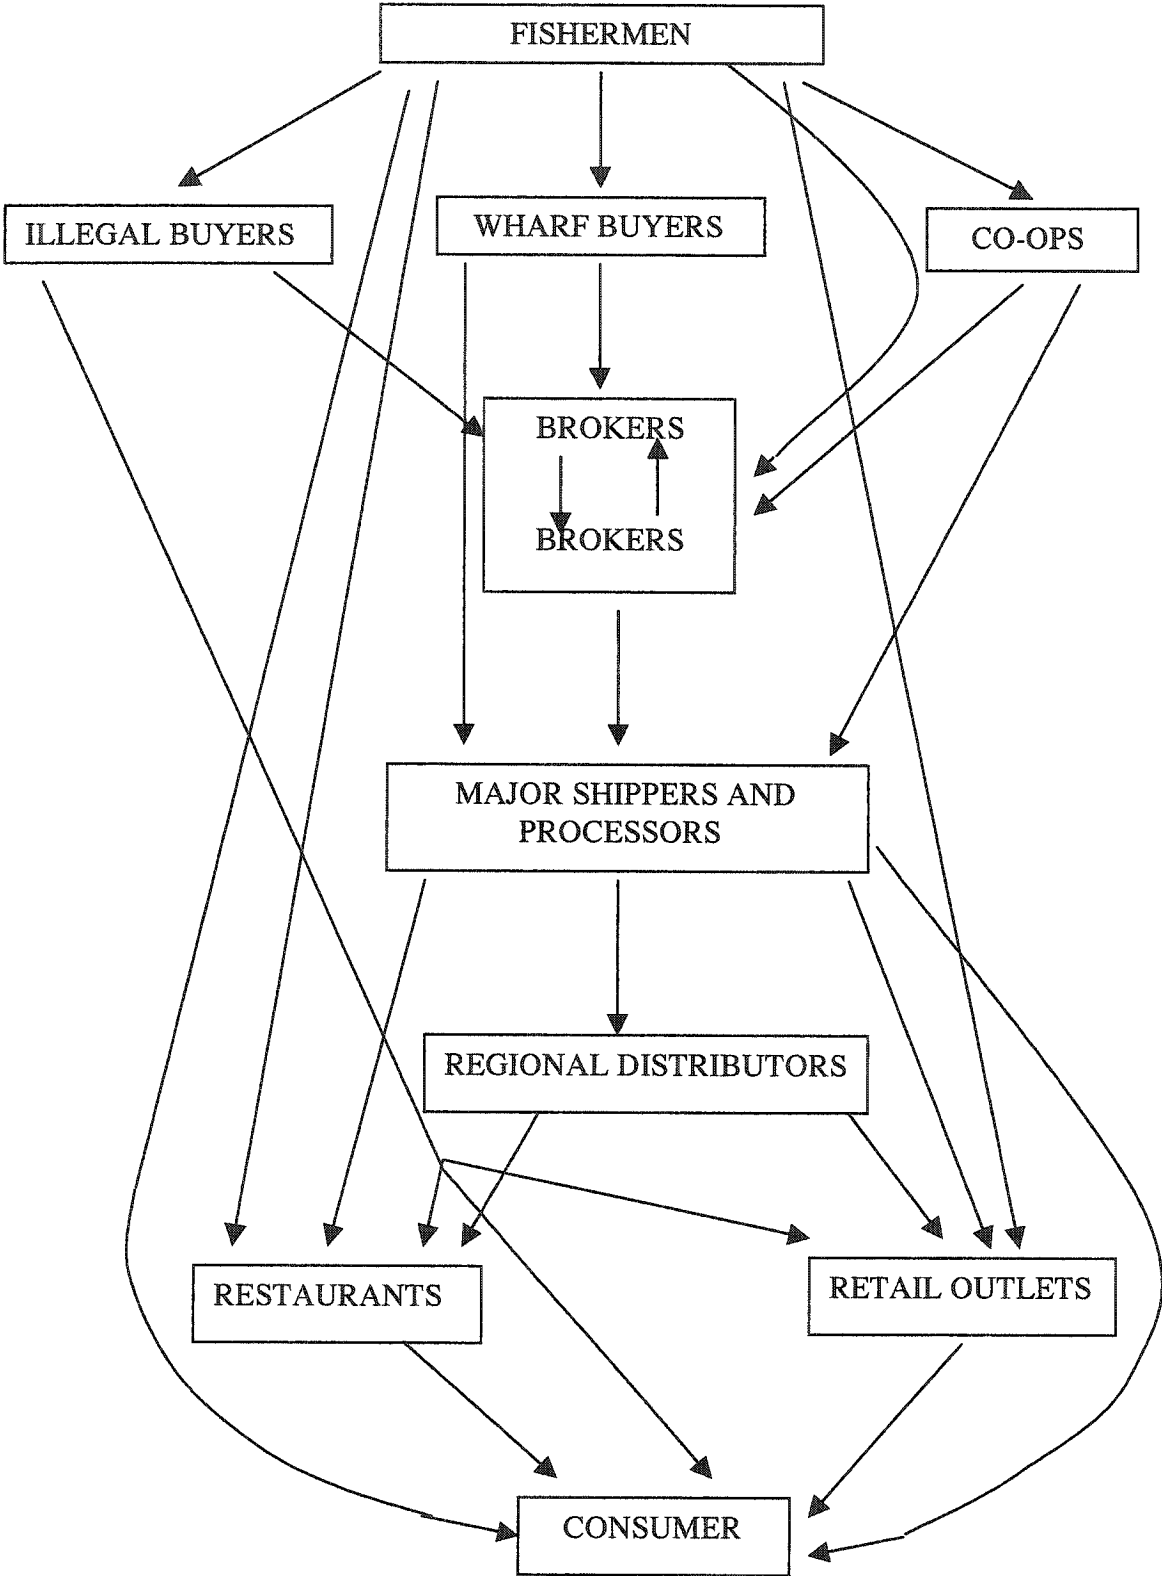 FISHERMEN
ILLEGAL BUYERS
WHARF BUYERS
CO-OPS
BROKERS
BROKERS
MAJOR SHIPPERS AND
PROCESSORS
REGIONAL DISTRIBUTORS
RESTAURANTS
RETAIL OUTLETS
CONSUMER